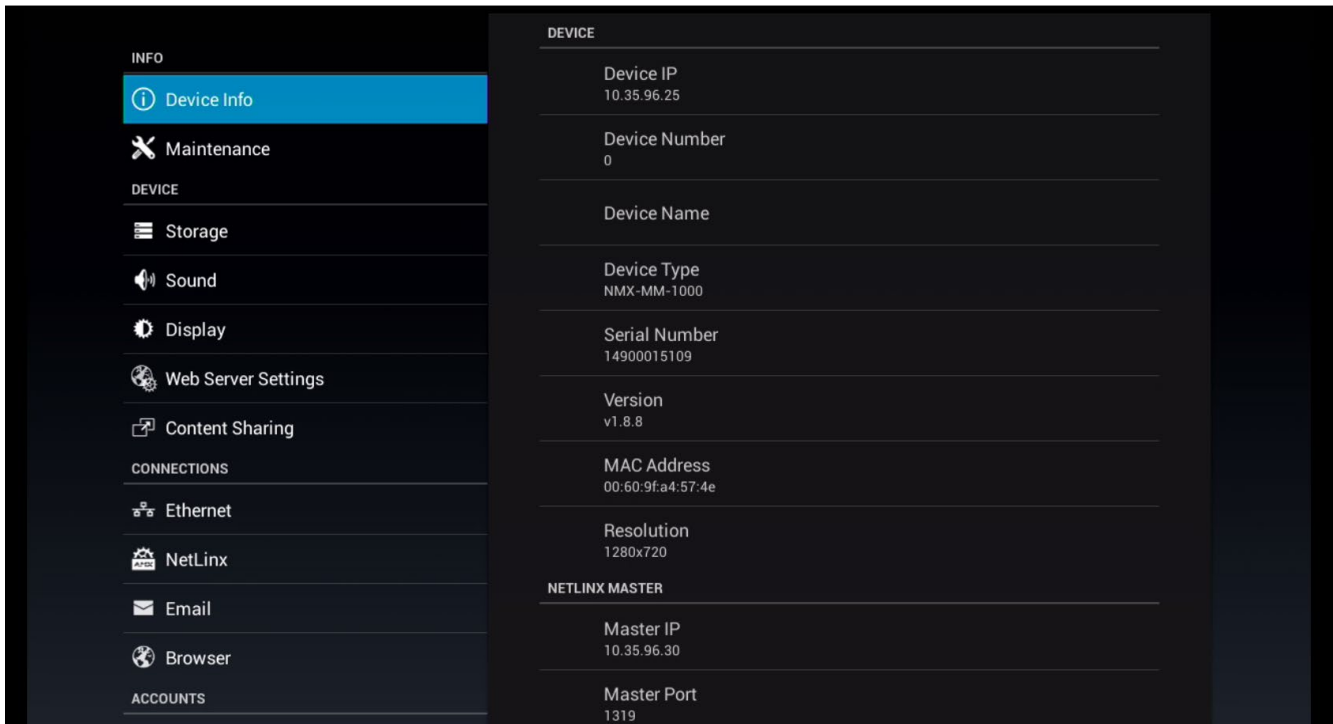 INFO
Device Info
Maintenance
DEVICE
Storage
Sound
Display
Web Server Settings
Content Sharing
CONNECTIONS
Ethernet
AMX
NetLinx
Email
Browser
ACCOUNTS
DEVICE
Device IP
10.35.96.25
Device Number
0
Device Name
Device Type
NMX-MM-1000
Serial Number
14900015109
Version
v1.8.8
MAC Address
00:60:9f:a4:57:4e
Resolution
1280x720
NETLINX MASTER
Master IP
10.35.96.30
Master Port
1319